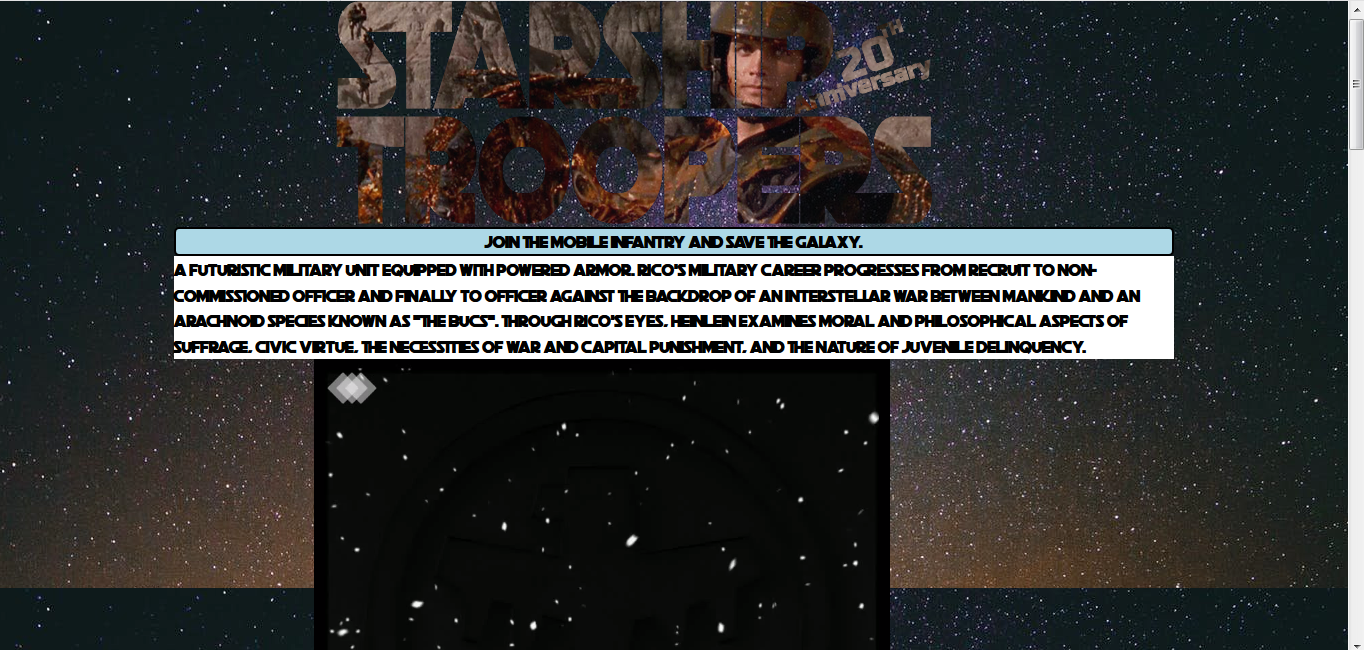 STARSHIP
20TH
Anniversary
TROOPERS
JOIN THE MOBILE INFANTRY AND SAVE THE GALAXY.
A FUTURISTIC MILITARY UNIT EQUIPPED WITH POWERED ARMOR. RICO'S MILITARY CAREER PROGRESSES FROM RECRUIT TO NON-
COMMISSIONED OFFICER AND FINALLY TO OFFICER AGAINST THE BACKDROP OF AN INTERSTELLAR WAR BETWEEN MANKIND AND AN
ARACHNOID SPECIES KNOWN AS "THE BUGS". THROUGH RICO'S EYES, HEINLEIN EXAMINES MORAL AND PHILOSOPHICAL ASPECTS OF
SUFFRAGE, CIVIC VIRTUE, THE NECESSITIES OF WAR AND CAPITAL PUNISHMENT, AND THE NATURE OF JUVENILE DELINQUENCY.